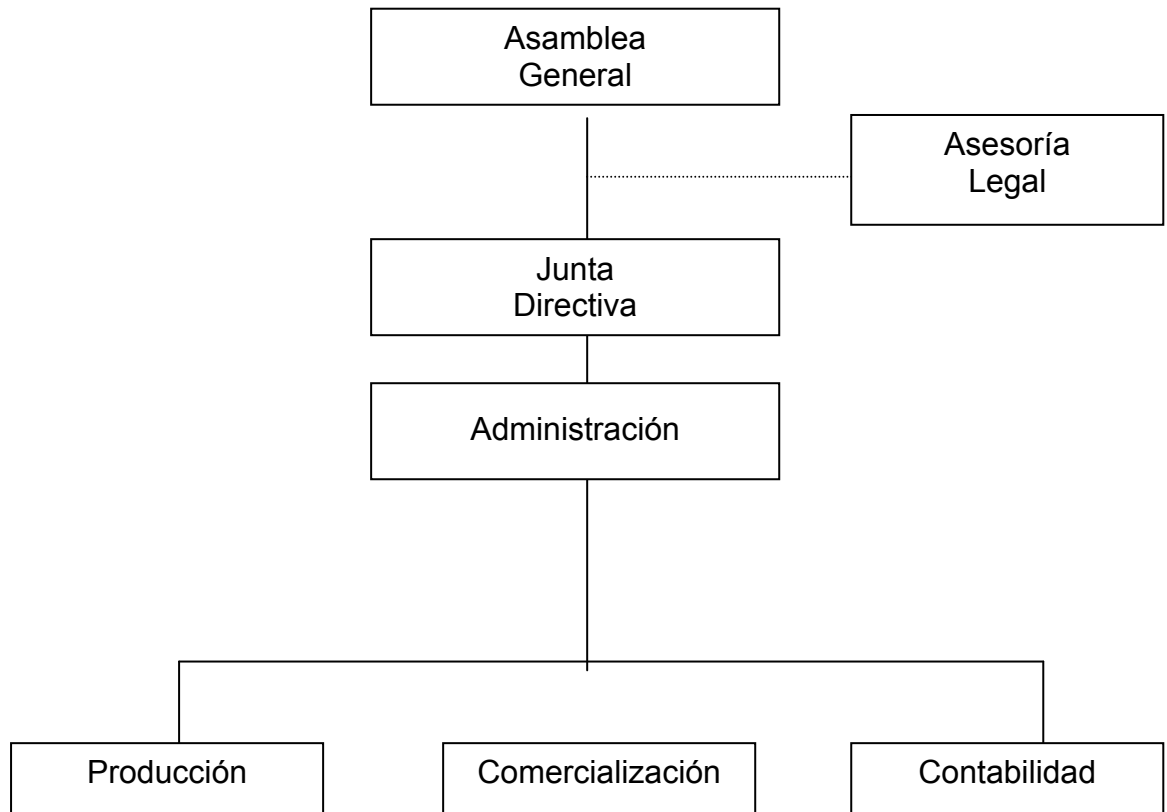 Asamblea
General
Asesoría
Legal
Junta
Directiva
Administración
Producción
Comercialización
Contabilidad